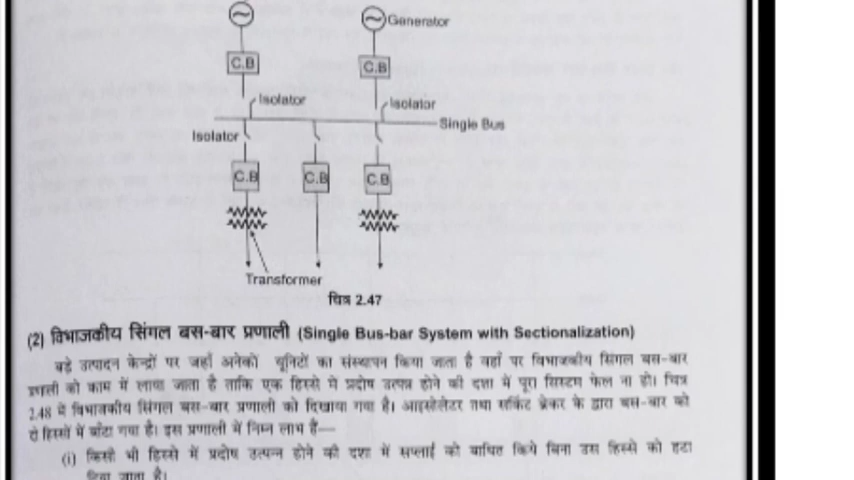 Generator
C.B C.B
Isolator Isolator
Single Bus
Isolator
C.B C.B C.B
Transformer
चित्र 2.47
(2) विभाजकीय सिंगल बस-बार प्रणाली (Single Bus-bar System with Sectionalization)
बड़े उत्पादन केन्द्रों पर जहाँ अनेकों यूनिटों का संस्थापन किया जाता है वहाँ पर विभाजकीय सिंगल बस-बार
प्रणाली को काम में लाया जाता है ताकि एक हिस्से मे प्रदोष उत्पन्न होने की दशा में पूरा सिस्टम फेल ना हो। चित्र
2.48 में विभाजकीय सिंगल बस-बार प्रणाली को दिखाया गया है। आइसोलेटर तथा सर्किट ब्रेकर के द्वारा बस-बार को
दो हिस्सों में बाँटा गया है। इस प्रणाली में निम्न लाभ हैं—
(i) किसी भी हिस्से में प्रदोष उत्पन्न होने की दशा में सप्लाई को बाधित किये बिना उस हिस्से को हटा
दिया जाता है।